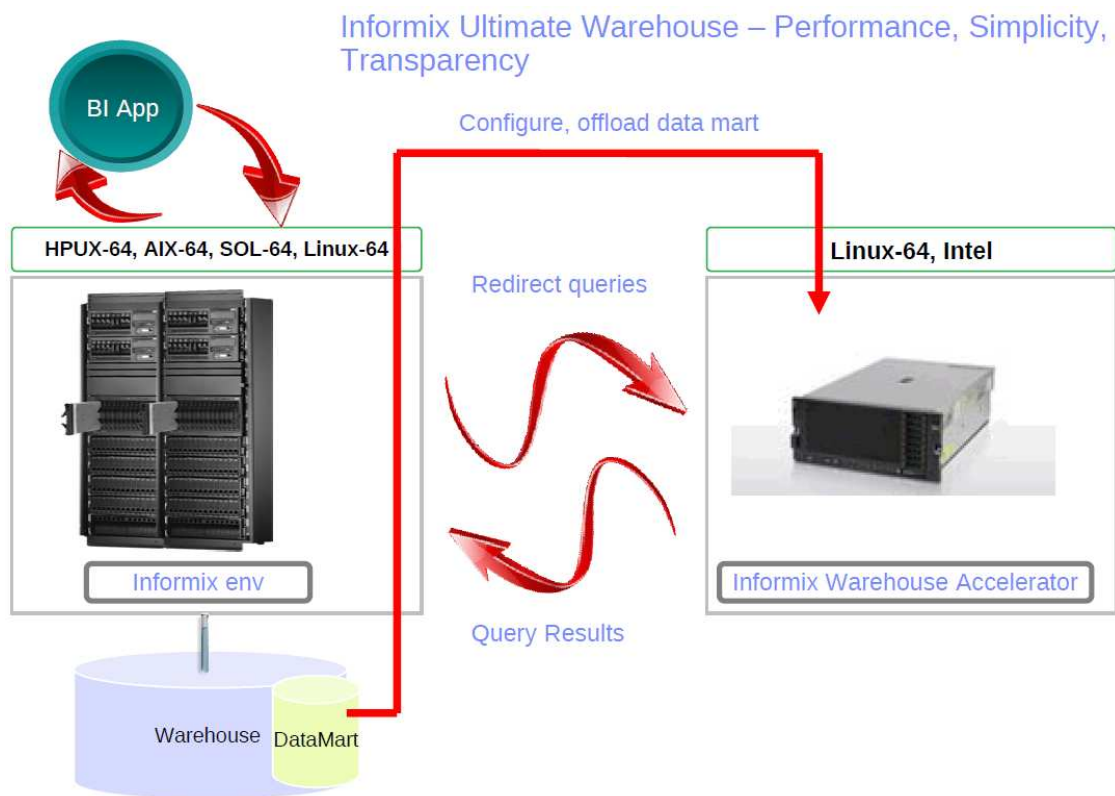 Informix Ultimate Warehouse – Performance, Simplicity,
Transparency
BI App
Configure, offload data mart
HPUX-64, AIX-64, SOL-64, Linux-64
Linux-64, Intel
Redirect queries
Informix env
Informix Warehouse Accelerator
Query Results
Warehouse
DataMart